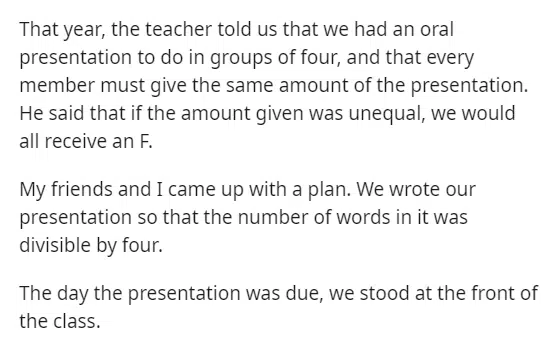 That year, the teacher told us that we had an oral
presentation to do in groups of four, and that every
member must give the same amount of the presentation.
He said that if the amount given was unequal, we would
all receive an F.
My friends and I came up with a plan. We wrote our
presentation so that the number of words in it was
divisible by four.
The day the presentation was due, we stood at the front of
the class.